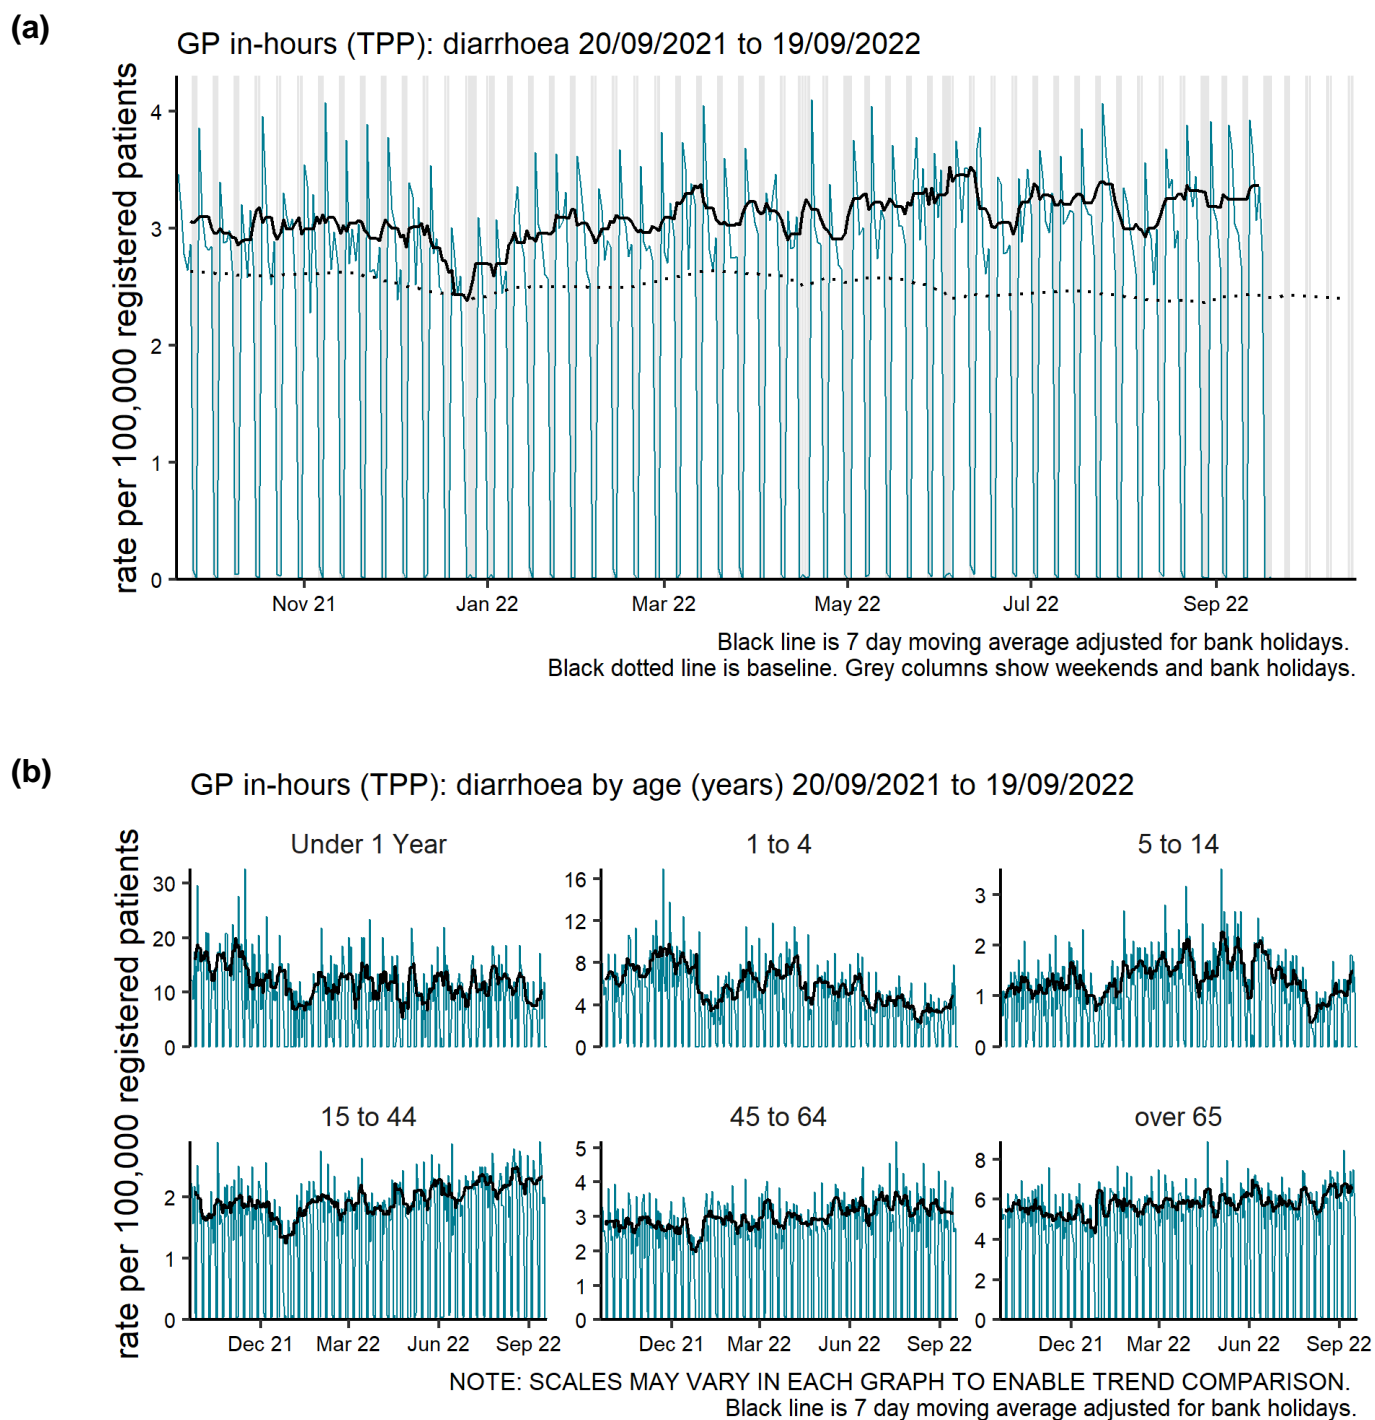 (a)
GP in-hours (TPP): diarrhoea 20/09/2021 to 19/09/2022
rate per 100,000 registered patients
4
3
2
1
0
Nov 21 Jan 22 Mar 22 May 22 Jul 22 Sep 22
Black line is 7 day moving average adjusted for bank holidays.
Black dotted line is baseline. Grey columns show weekends and bank holidays.
(b)
GP in-hours (TPP): diarrhoea by age (years) 20/09/2021 to 19/09/2022
rate per 100,000 registered patients
Under 1 Year
30
20
10
0
1 to 4
16
12
8
4
0
5 to 14
3
2
1
0
15 to 44
2
1
0
Dec 21 Mar 22 Jun 22 Sep 22
45 to 64
5
4
3
2
1
0
Dec 21 Mar 22 Jun 22 Sep 22
over 65
8
6
4
2
0
Dec 21 Mar 22 Jun 22 Sep 22
NOTE: SCALES MAY VARY IN EACH GRAPH TO ENABLE TREND COMPARISON.
Black line is 7 day moving average adjusted for bank holidays.